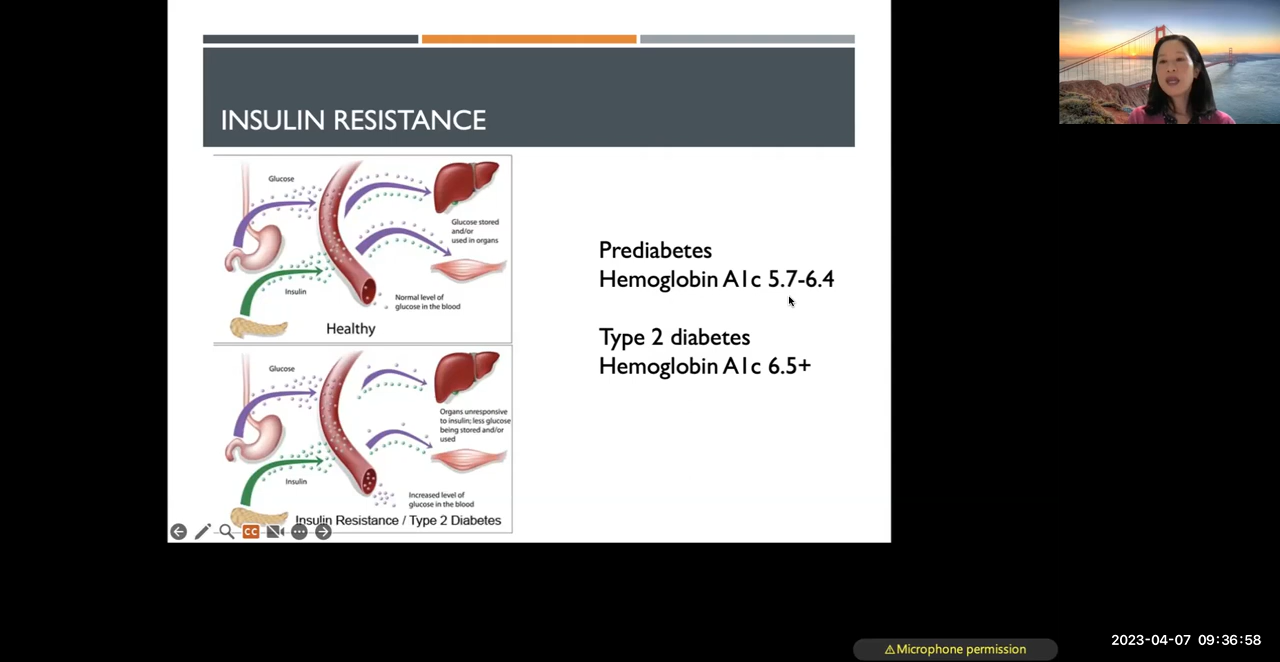 INSULIN RESISTANCE
Glucose
Glucose stored
and/or
used in organs
Insulin
Normal level of
glucose in the blood
Healthy
Glucose
Organs unresponsive
to insulin; less glucose
being stored and/or
used
Insulin
Increased level of
glucose in the blood
Insulin Resistance / Type 2 Diabetes
Prediabetes
Hemoglobin A1c 5.7-6.4
Type 2 diabetes
Hemoglobin A1c 6.5+
CC
⚠Microphone permission
2023-04-07 09:36:58